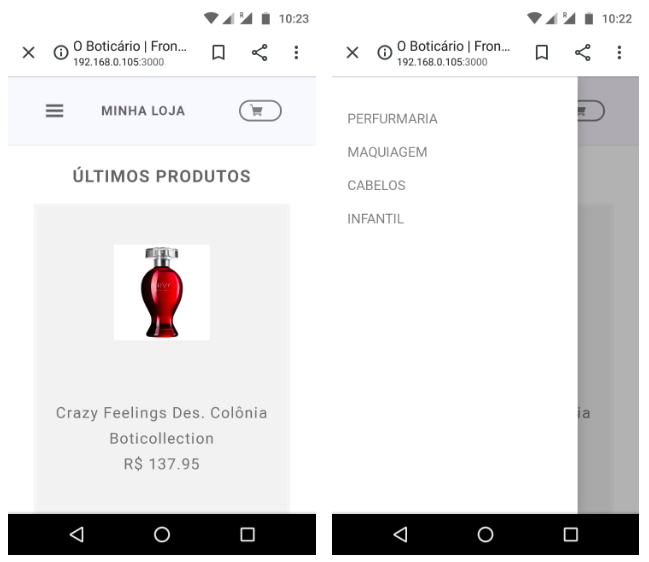 10:23
O Boticário | Fron...
192.168.0.105:3000
MINHA LOJA
ÚLTIMOS PRODUTOS
Crazy Feelings Des. Colônia
Boticollection
R$ 137.95
10:22
O Boticário | Fron...
192.168.0.105:3000
PERFURMARIA
MAQUIAGEM
CABELOS
INFANTIL
ia